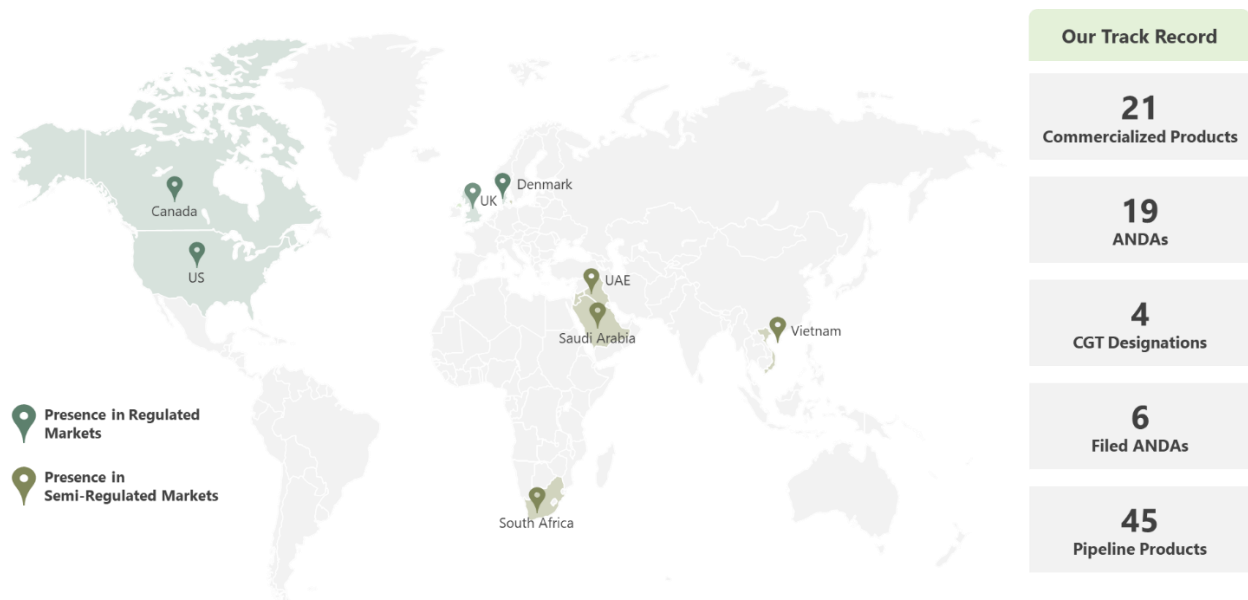 Our Track Record
21
Commercialized Products
19
ANDAs
4
CGT Designations
6
Filed ANDAs
45
Pipeline Products
Canada
US
UK
Denmark
UAE
Saudi Arabia
Vietnam
South Africa
Presence in Regulated
Markets
Presence in
Semi-Regulated Markets